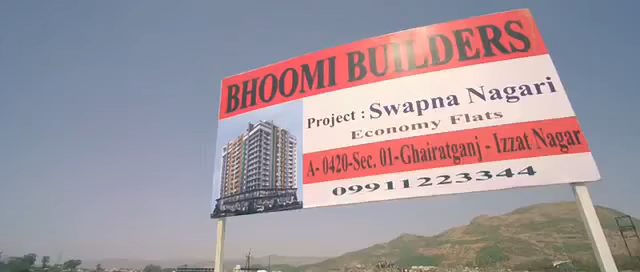 BHOOMI BUILDERS
Project : Swapna Nagari
Economy Flats
A- 0420-Sec. 01-Ghairatganj - Izzat Nagar
09911223344